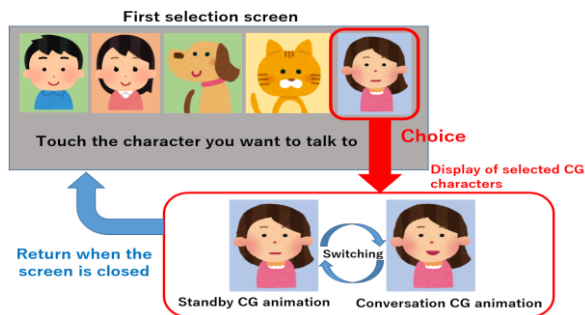 First selection screen
Touch the character you want to talk to
Choice
Display of selected CG
characters
Return when the
screen is closed
Switching
Standby CG animation
Conversation CG animation